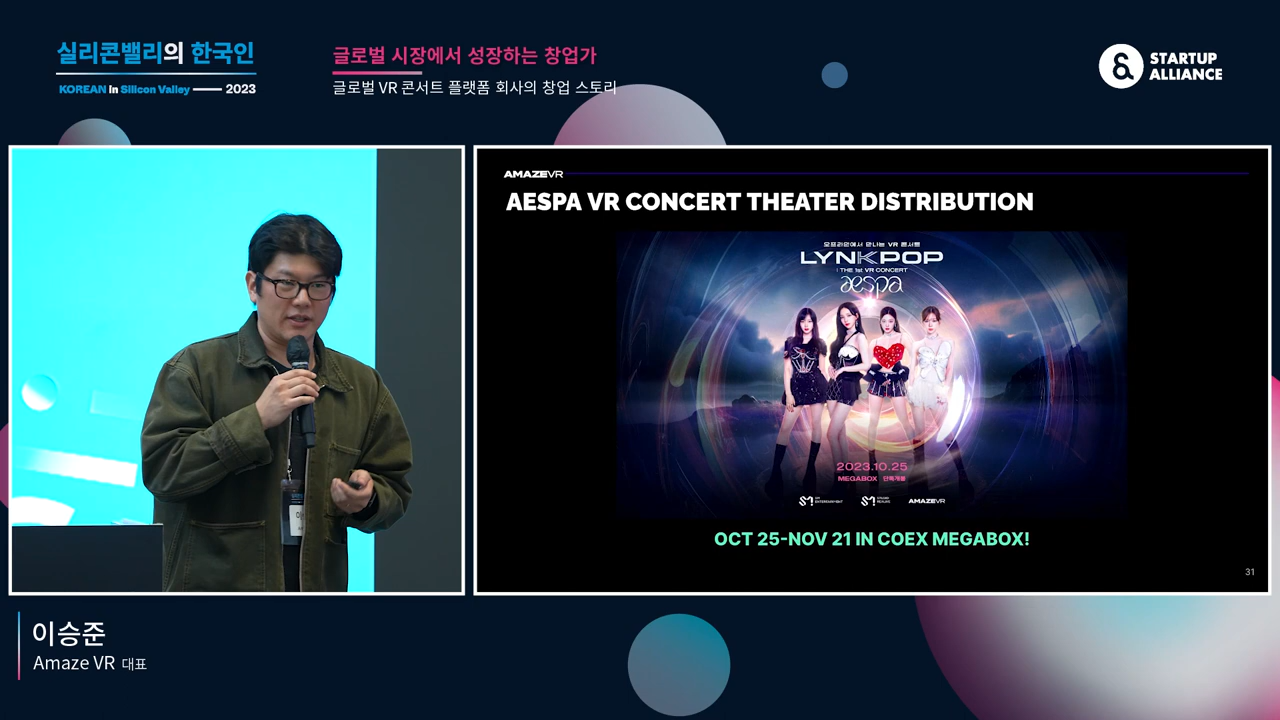 실리콘밸리의 한국인
KOREAN in Silicon Valley 2023
글로벌 시장에서 성장하는 창업가
글로벌 VR 콘서트 플랫폼 회사의 창업 스토리
STARTUP
ALLIANCE
AMAZEVR
AESPA VR CONCERT THEATER DISTRIBUTION
오프라인에서 만나는 VR 콘서트
LYNKPOP
: THE 1st VR CONCERT
aespa
2023.10.25
MEGABOX 단독개봉
AMAZEVR
OCT 25-NOV 21 IN COEX MEGABOX!
31
이승준
Amaze VR 대표